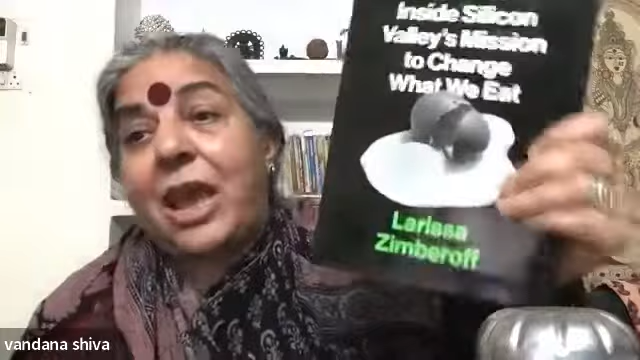 Inside Silicon
Valley's Mission
to Change
What We Eat
Larissa
Zimberoff
vandana shiva